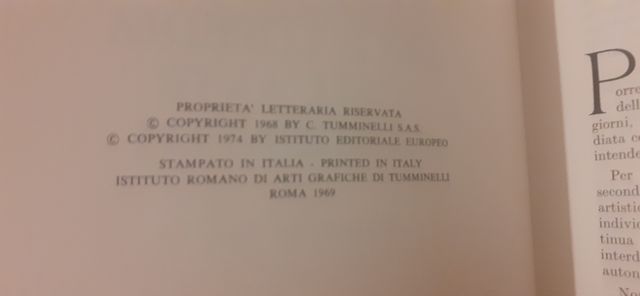 PROPRIETA' LETTERARIA RISERVATA
© COPYRIGHT 1968 BY C. TUMMINELLI S.A.S.
© COPYRIGHT 1974 BY ISTITUTO EDITORIALE EUROPEO
STAMPATO IN ITALIA - PRINTED IN ITALY
ISTITUTO ROMANO DI ARTI GRAFICHE DI TUMMINELLI
ROMA 1969
P
orre
dell
giorni,
diata c
intende
Per
second
artistic
individ
tinua
interd
auton